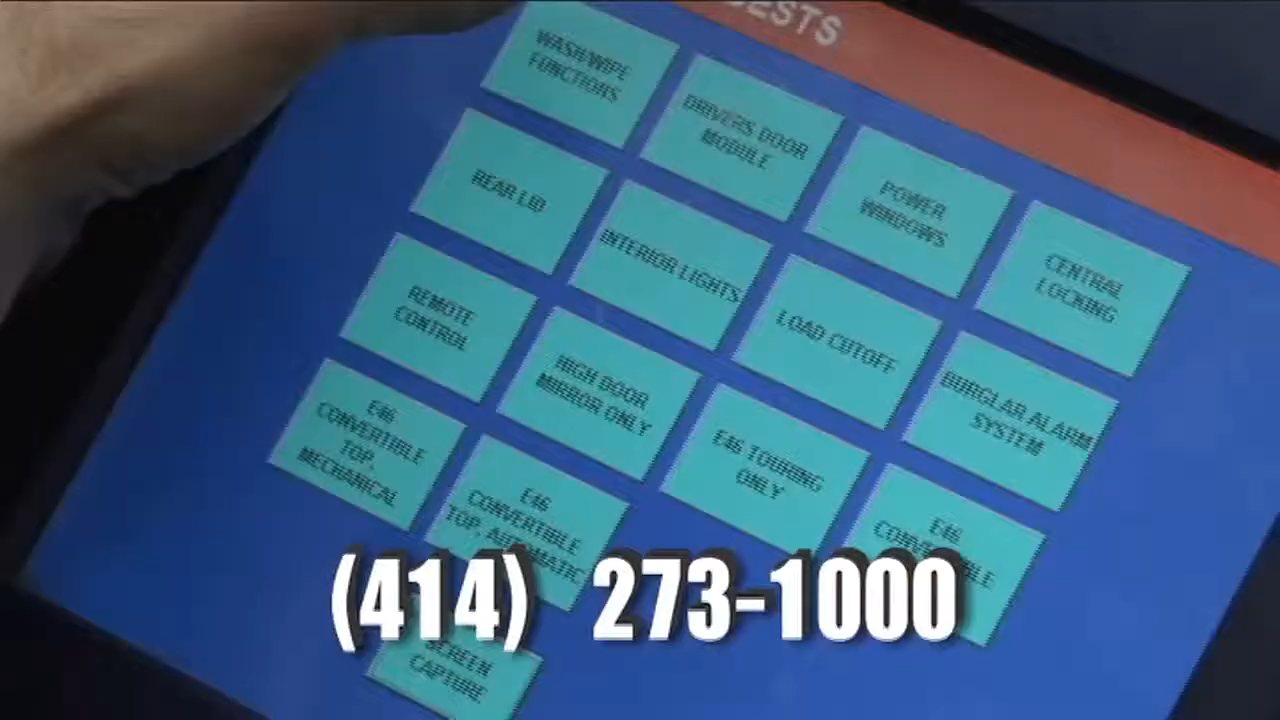 WASH/WIPE
FUNCTIONS
DRIVERS DOOR
MODULE
POWER
WINDOWS
CENTRAL
LOCKING
REAR LID
INTERIOR LIGHTS
LOAD CUTOFF
BURGLAR ALARM
SYSTEM
REMOTE
CONTROL
HIGH DOOR
MIRROR ONLY
E46 TOURING
ONLY
E46
CONVERTIBLE
E46
CONVERTIBLE
TOP,
MECHANICAL
E46
CONVERTIBLE
TOP, AUTOMATIC
(414) 273-1000
SCREEN
CAPTURE